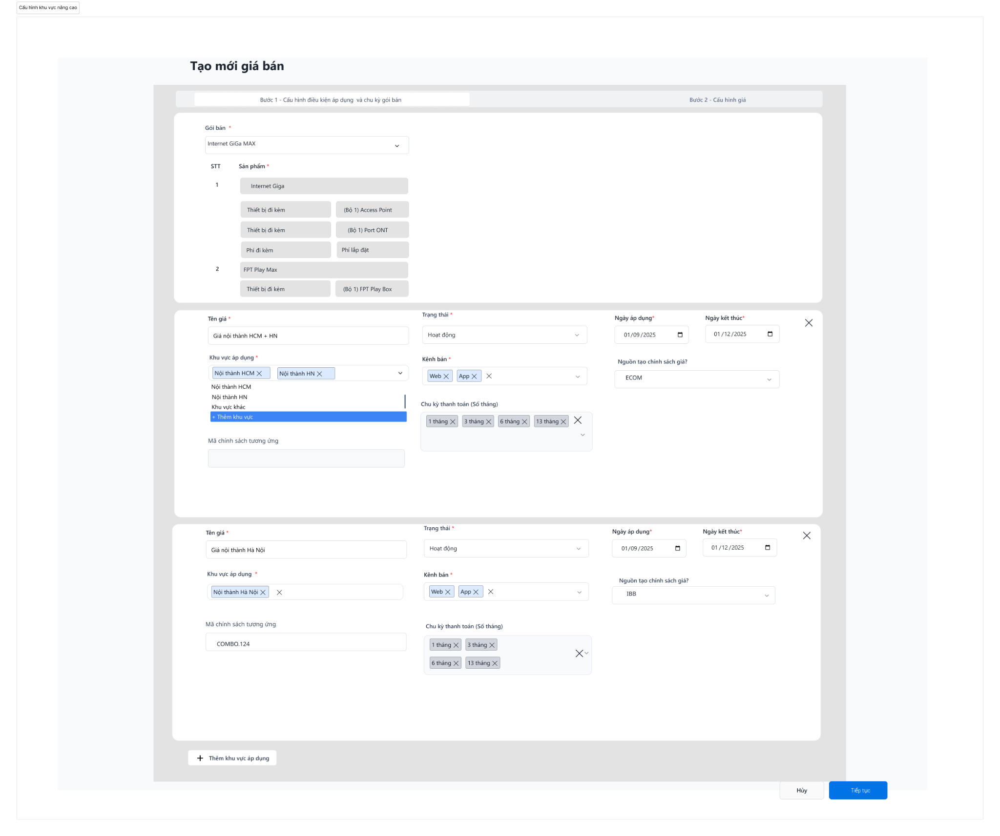 Cấu hình khu vực nâng cao
Tạo mới giá bán
Bước 1 - Cấu hình điều kiện áp dụng và chu kỳ gói bán
Bước 2 - Cấu hình giá
Gói bán *
Internet GiGa MAX
STT Sản phẩm *
1 Internet Giga
Thiết bị đi kèm (Bộ 1) Access Point
Thiết bị đi kèm (Bộ 1) Port ONT
Phí đi kèm Phí lắp đặt
2 FPT Play Max
Thiết bị đi kèm (Bộ 1) FPT Play Box
Tên giá *
Giá nội thành HCM + HN
Trạng thái *
Hoạt động
Ngày áp dụng*
01/09/2025
Ngày kết thúc*
01/12/2025
Khu vực áp dụng *
Nội thành HCM Nội thành HN
Nội thành HCM
Nội thành HN
Khu vực khác
+ Thêm khu vực
Kênh bán *
Web App
Nguồn tạo chính sách giá?
ECOM
Chu kỳ thanh toán (Số tháng)
1 tháng 3 tháng 6 tháng 13 tháng
Mã chính sách tương ứng
Tên giá *
Giá nội thành Hà Nội
Trạng thái *
Hoạt động
Ngày áp dụng*
01/09/2025
Ngày kết thúc*
01/12/2025
Khu vực áp dụng *
Nội thành Hà Nội
Kênh bán *
Web App
Nguồn tạo chính sách giá?
IBB
Mã chính sách tương ứng
COMBO.124
Chu kỳ thanh toán (Số tháng)
1 tháng 3 tháng
6 tháng 13 tháng
+ Thêm khu vực áp dụng
Hủy
Tiếp tục